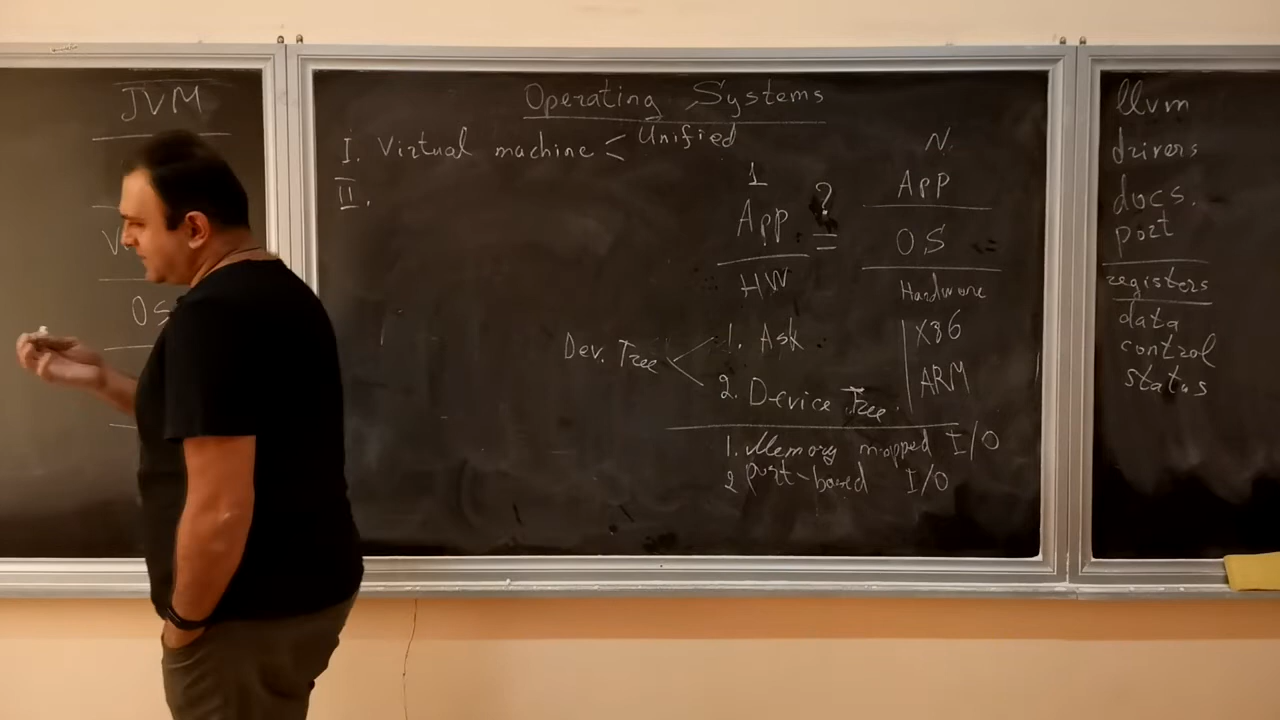 JVM
OS
Operating Systems
I. Virtual machine < Unified
II.
1
App
HW
?
=
N.
App
OS
=
Hardware
X86
ARM
Dev. Tree
1. Ask
2. Device Tree.
1. Memory mapped I/O
2 port-based I/O
llvm
drivers
docs.
port
registers
data
control
status